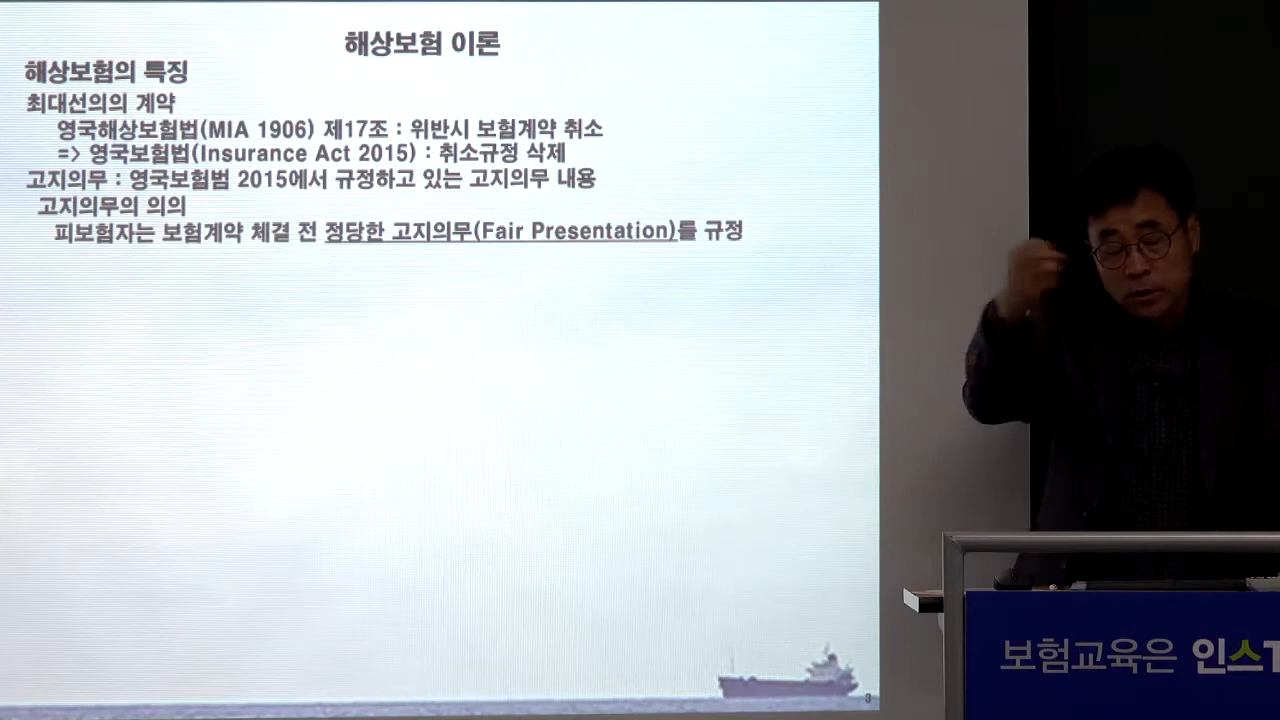 해상보험 이론
해상보험의 특징
최대선의의 계약
영국해상보험법(MIA 1906) 제17조 : 위반시 보험계약 취소
=> 영국보험법(Insurance Act 2015) : 취소규정 삭제
고지의무 : 영국보험범 2015에서 규정하고 있는 고지의무 내용
고지의무의 의의
피보험자는 보험계약 체결 전 정당한 고지의무(Fair Presentation)를 규정
보험교육은 인스